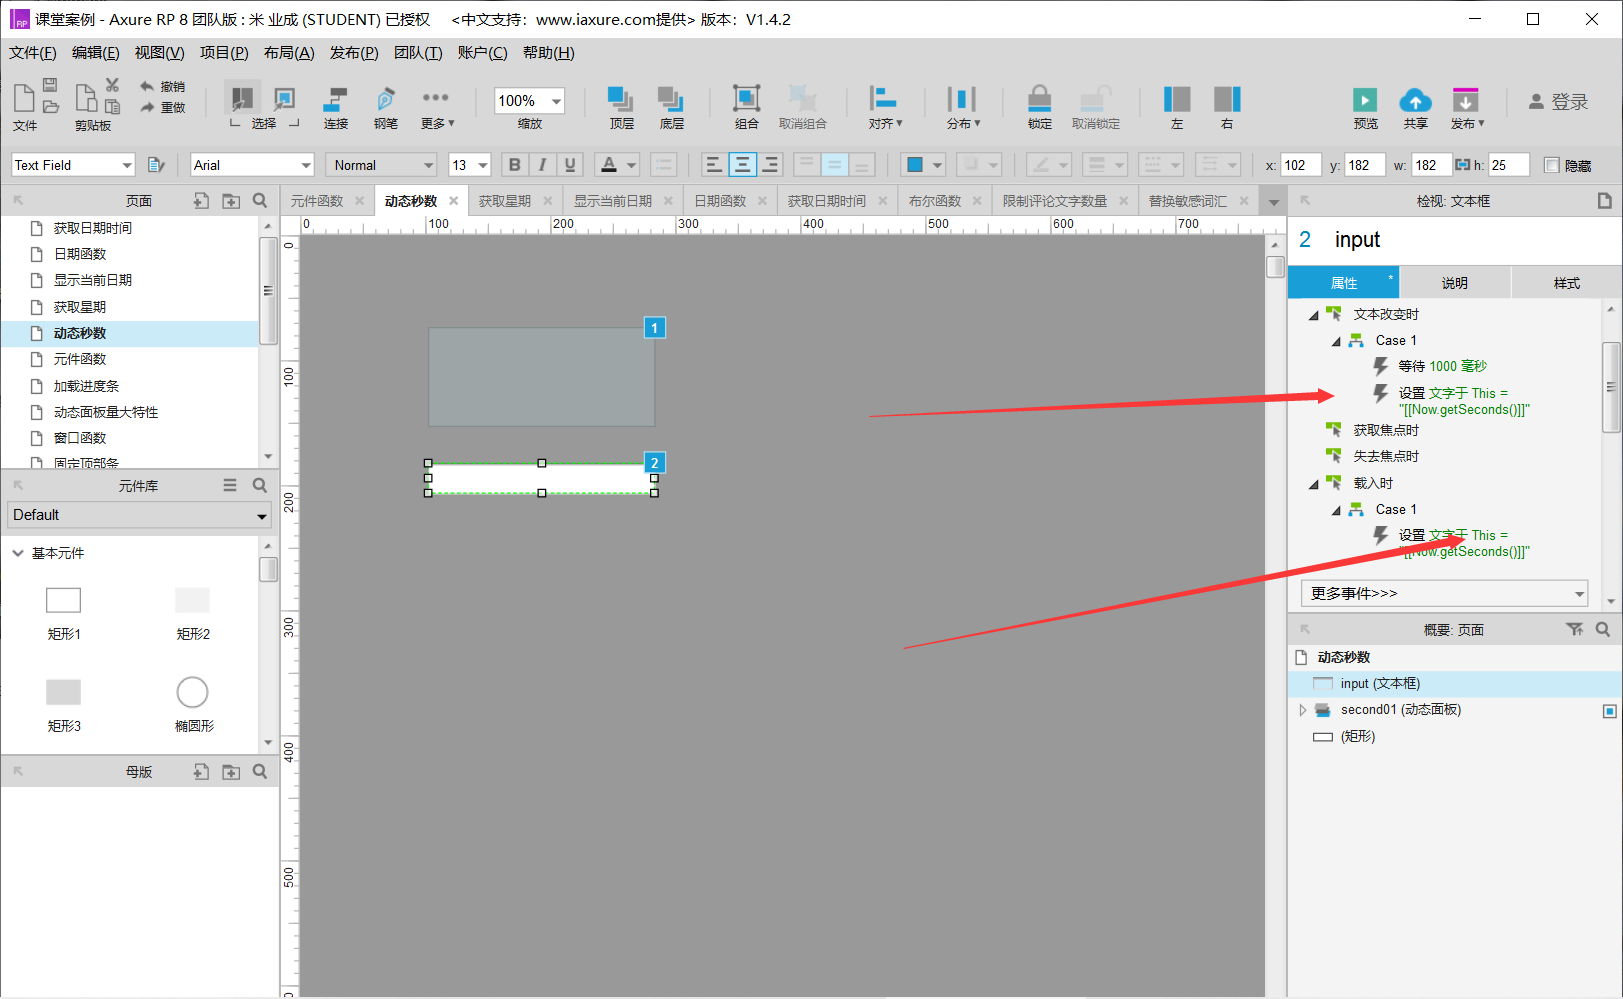 课堂案例 - Axure RP 8 团队版 : 米 业成 (STUDENT) 已授权 <中文支持：www.iaxure.com提供> 版本：V1.4.2
文件(F) 编辑(E) 视图(V) 项目(P) 布局(A) 发布(P) 团队(T) 账户(C) 帮助(H)
撤销
重做
文件 剪贴板 选择 连接 钢笔 更多 100% 缩放 顶层 底层 组合 取消组合 对齐 分布 锁定 取消锁定 左 右 预览 共享 发布 登录
Text Field Arial Normal 13 B I U A x: 102 y: 182 w: 182 h: 25 隐藏
页面
获取日期时间
日期函数
显示当前日期
获取星期
动态秒数
元件函数
加载进度条
动态面板量大特性
窗口函数
固定顶部条
元件库
Default
基本元件
矩形1 矩形2
矩形3 椭圆形
母版
元件函数 动态秒数 获取星期 显示当前日期 日期函数 获取日期时间 布尔函数 限制评论文字数量 替换敏感词汇
0 100 200 300 400 500 600 700
0
100
200
300
400
500
1
2
检视: 文本框
2 input
属性 * 说明 样式
文本改变时
Case 1
等待 1000 毫秒
设置 文字于 This =
"[[Now.getSeconds()]]"
获取焦点时
失去焦点时
载入时
Case 1
设置 文字于 This =
"[[Now.getSeconds()]]"
更多事件>>>
概要: 页面
动态秒数
input (文本框)
second01 (动态面板)
(矩形)